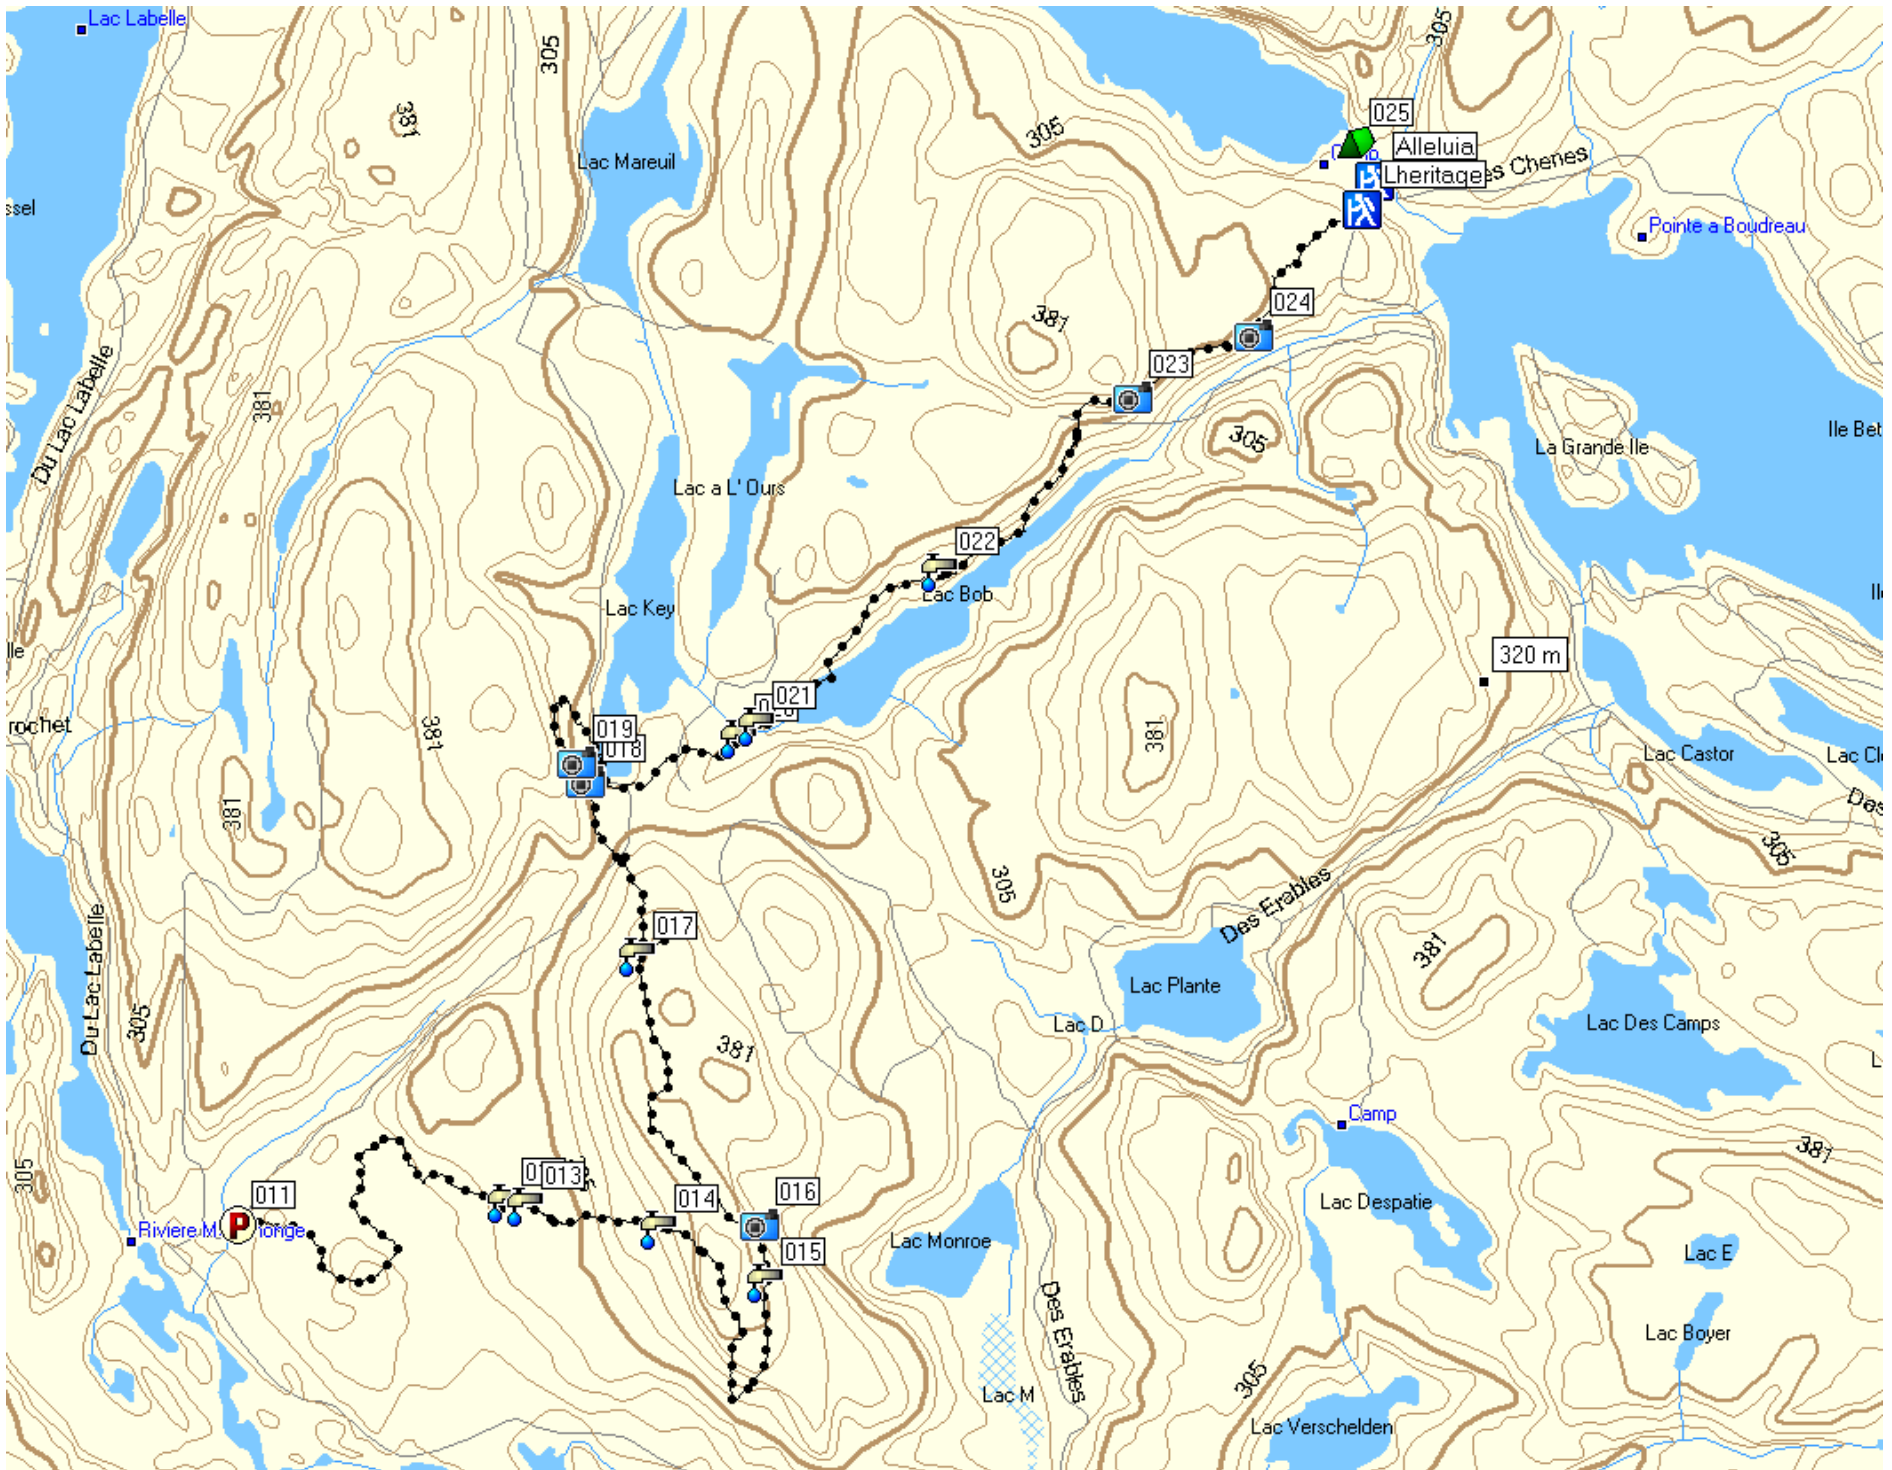 Lac Labelle
305
305
381
025
305
Alleluia
Lac Mareuil
Lheritage
es Chenes
ssel
Pointe a Boudreau
024
381
023
Du Lac Labelle
381
305
Ile Bet
La Grande Ile
Lac a L' Ours
022
Lac Bob
Lac Key
320 m
lle
021
019
018
rochet
381
381
381
Lac Castor
Lac Cl
Des
305
305
Des Erables
017
381
Du Lac Labelle
Lac Plante
305
Lac D
Lac Des Camps
381
Camp
381
305
013
011
014
016
Lac Despatie
Riviere M
onge
015
Lac Monroe
Lac E
Des Erables
Lac Boyer
305
Lac M
Lac Verschelden